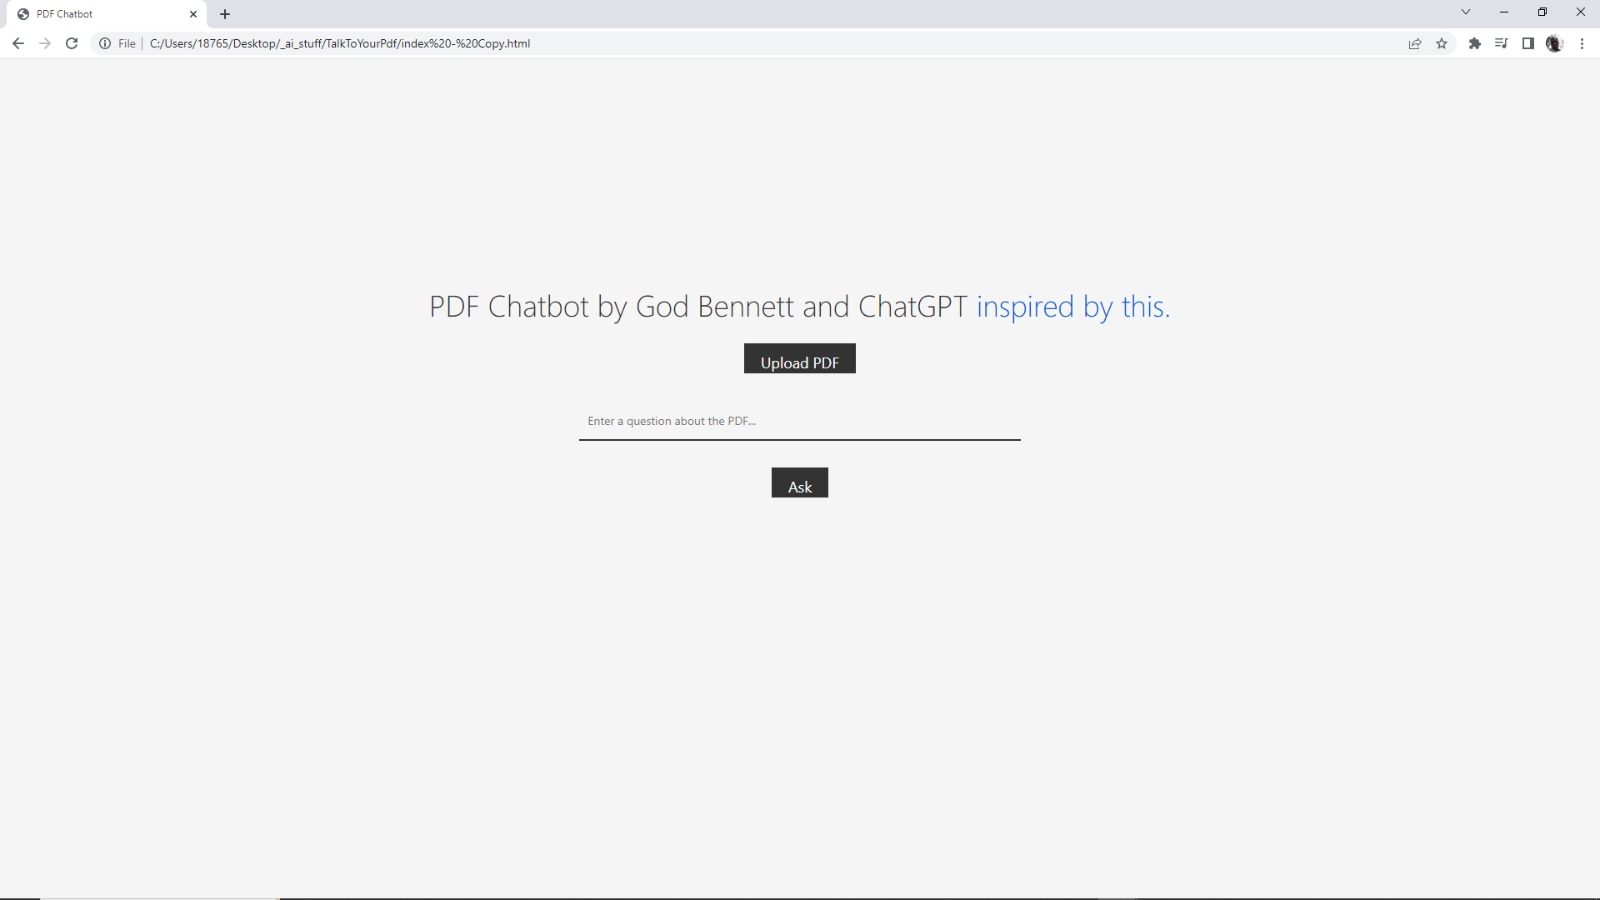 PDF Chatbot
File C:/Users/18765/Desktop/_ai_stuff/TalkToYourPdf/index%20-%20Copy.html
PDF Chatbot by God Bennett and ChatGPT inspired by this.
Upload PDF
Enter a question about the PDF...
Ask